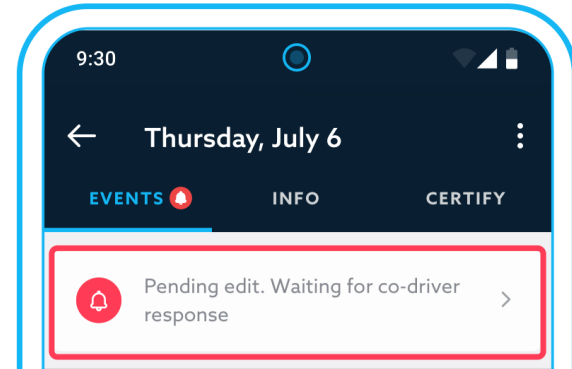 9:30
Thursday, July 6
EVENTS INFO CERTIFY
Pending edit. Waiting for co-driver
response